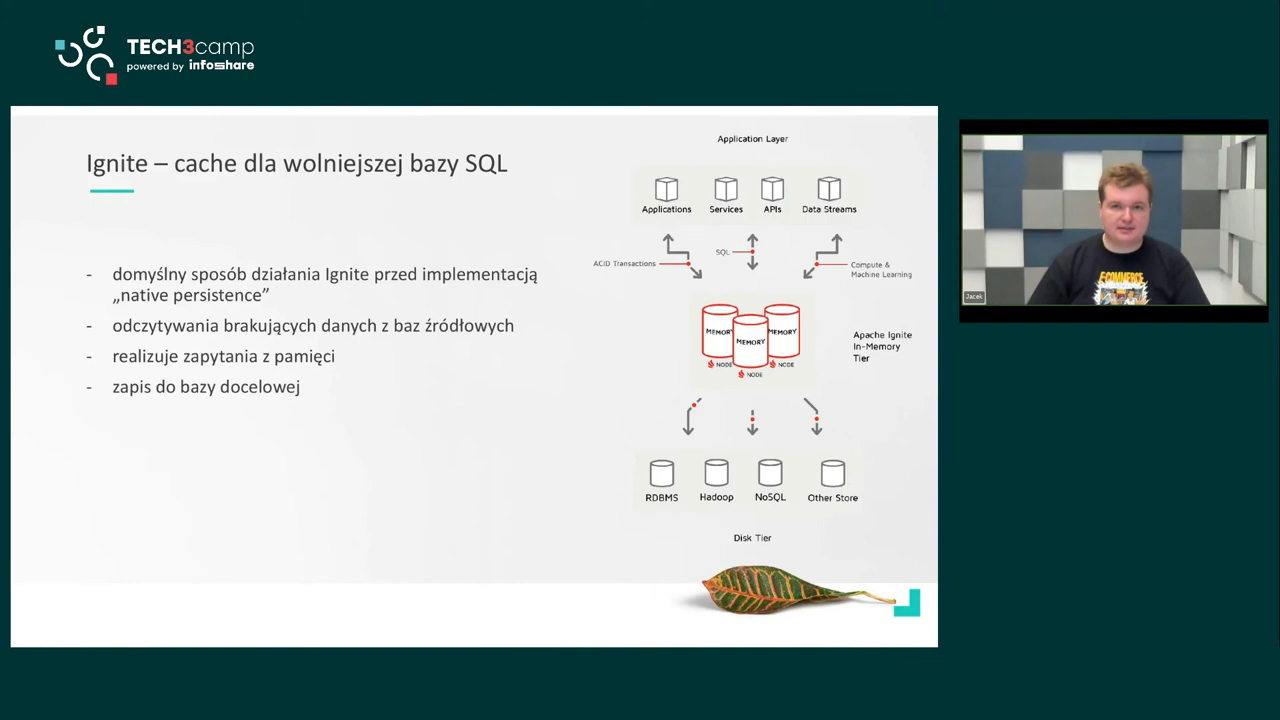 TECH3camp
powered by infoshare
Ignite – cache dla wolniejszej bazy SQL
- domyślny sposób działania Ignite przed implementacją
„native persistence”
- odczytywania brakujących danych z baz źródłowych
- realizuje zapytania z pamięci
- zapis do bazy docelowej
Application Layer
Applications Services APIs Data Streams
ACID Transactions
SQL
Compute &
Machine Learning
MEMORY MEMORY MEMORY
NODE NODE NODE
Apache Ignite
In-Memory
Tier
RDBMS Hadoop NoSQL Other Store
Disk Tier
E-COMMERCE
Jacek